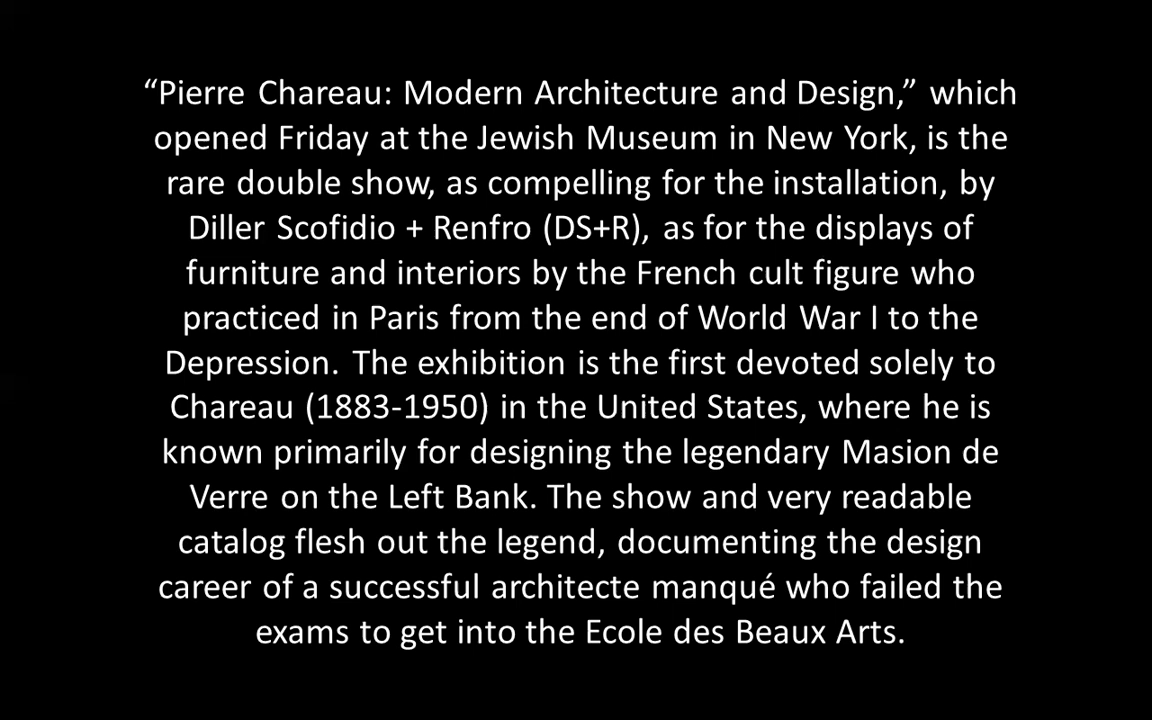 “Pierre Chareau: Modern Architecture and Design,” which
opened Friday at the Jewish Museum in New York, is the
rare double show, as compelling for the installation, by
Diller Scofidio + Renfro (DS+R), as for the displays of
furniture and interiors by the French cult figure who
practiced in Paris from the end of World War I to the
Depression. The exhibition is the first devoted solely to
Chareau (1883-1950) in the United States, where he is
known primarily for designing the legendary Masion de
Verre on the Left Bank. The show and very readable
catalog flesh out the legend, documenting the design
career of a successful architecte manqué who failed the
exams to get into the Ecole des Beaux Arts.